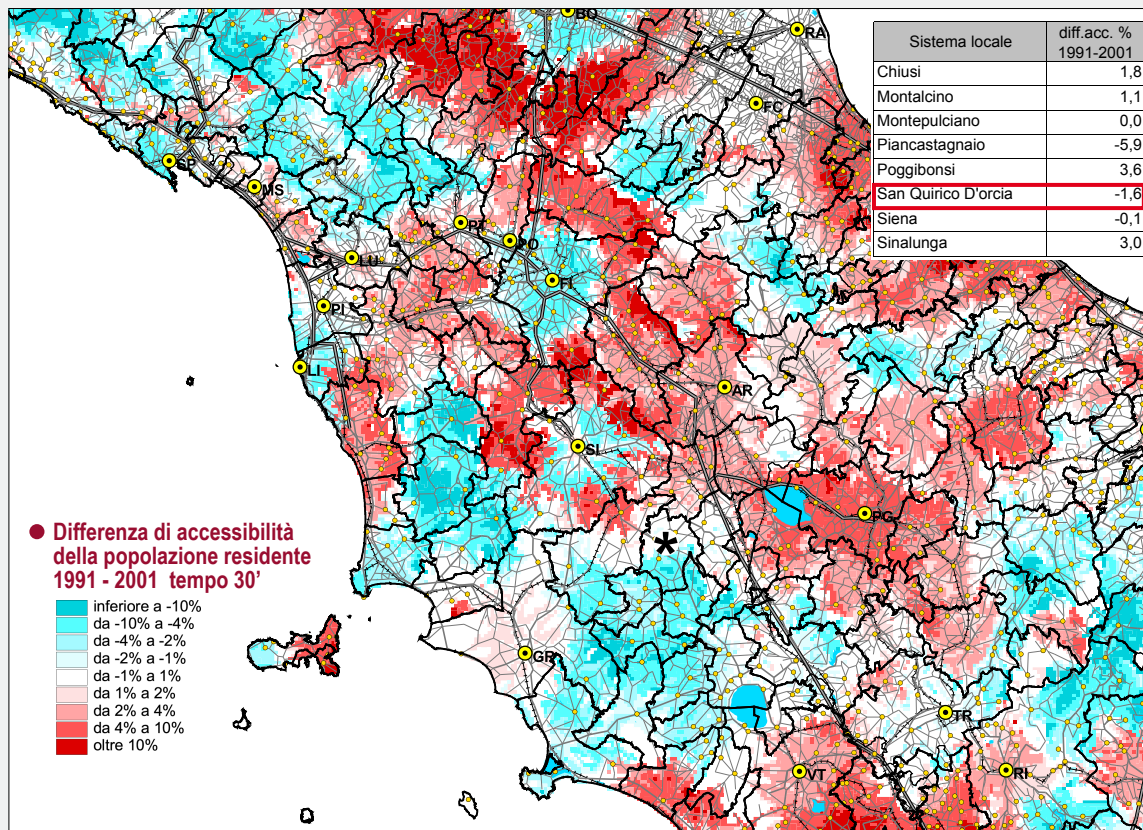 BO
RA
FC
SP
MS
PT
PO
LU
FI
PI
LI
AR
SI
PG
GR
TR
VT
RI
*
Sistema locale diff.acc. % 1991-2001
Chiusi 1,8
Montalcino 1,1
Montepulciano 0,0
Piancastagnaio -5,9
Poggibonsi 3,6
San Quirico D'orcia -1,6
Siena -0,1
Sinalunga 3,0
● Differenza di accessibilità
della popolazione residente
1991 - 2001 tempo 30’
inferiore a -10%
da -10% a -4%
da -4% a -2%
da -2% a -1%
da -1% a 1%
da 1% a 2%
da 2% a 4%
da 4% a 10%
oltre 10%